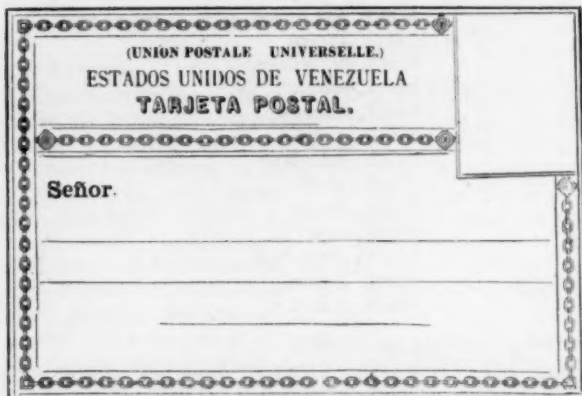 (UNION POSTALE UNIVERSELLE.)
ESTADOS UNIDOS DE VENEZUELA
TARJETA POSTAL.
Señor.